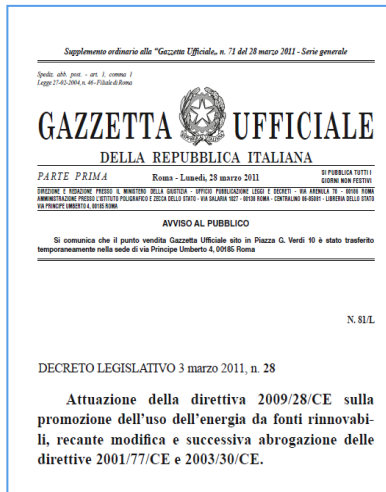 Supplemento ordinario alla “Gazzetta Ufficiale„ n. 71 del 28 marzo 2011 - Serie generale
Spediz. abb. post. - art. 1, comma 1
Legge 27-02-2004, n. 46 - Filiale di Roma
GAZZETTA UFFICIALE
DELLA REPUBBLICA ITALIANA
PARTE PRIMA Roma - Lunedì, 28 marzo 2011 SI PUBBLICA TUTTI I
GIORNI NON FESTIVI
DIREZIONE E REDAZIONE PRESSO IL MINISTERO DELLA GIUSTIZIA - UFFICIO PUBBLICAZIONE LEGGI E DECRETI - VIA ARENULA 70 - 00186 ROMA
AMMINISTRAZIONE PRESSO L'ISTITUTO POLIGRAFICO E ZECCA DELLO STATO - VIA SALARIA 1027 - 00138 ROMA - CENTRALINO 06-85081 - LIBRERIA DELLO STATO
VIA PRINCIPE UMBERTO 4, 00185 ROMA
AVVISO AL PUBBLICO
Si comunica che il punto vendita Gazzetta Ufficiale sito in Piazza G. Verdi 10 è stato trasferito
temporaneamente nella sede di via Principe Umberto 4, 00185 Roma
N. 81/L
DECRETO LEGISLATIVO 3 marzo 2011, n. 28
Attuazione della direttiva 2009/28/CE sulla
promozione dell'uso dell'energia da fonti rinnovabi-
li, recante modifica e successiva abrogazione delle
direttive 2001/77/CE e 2003/30/CE.